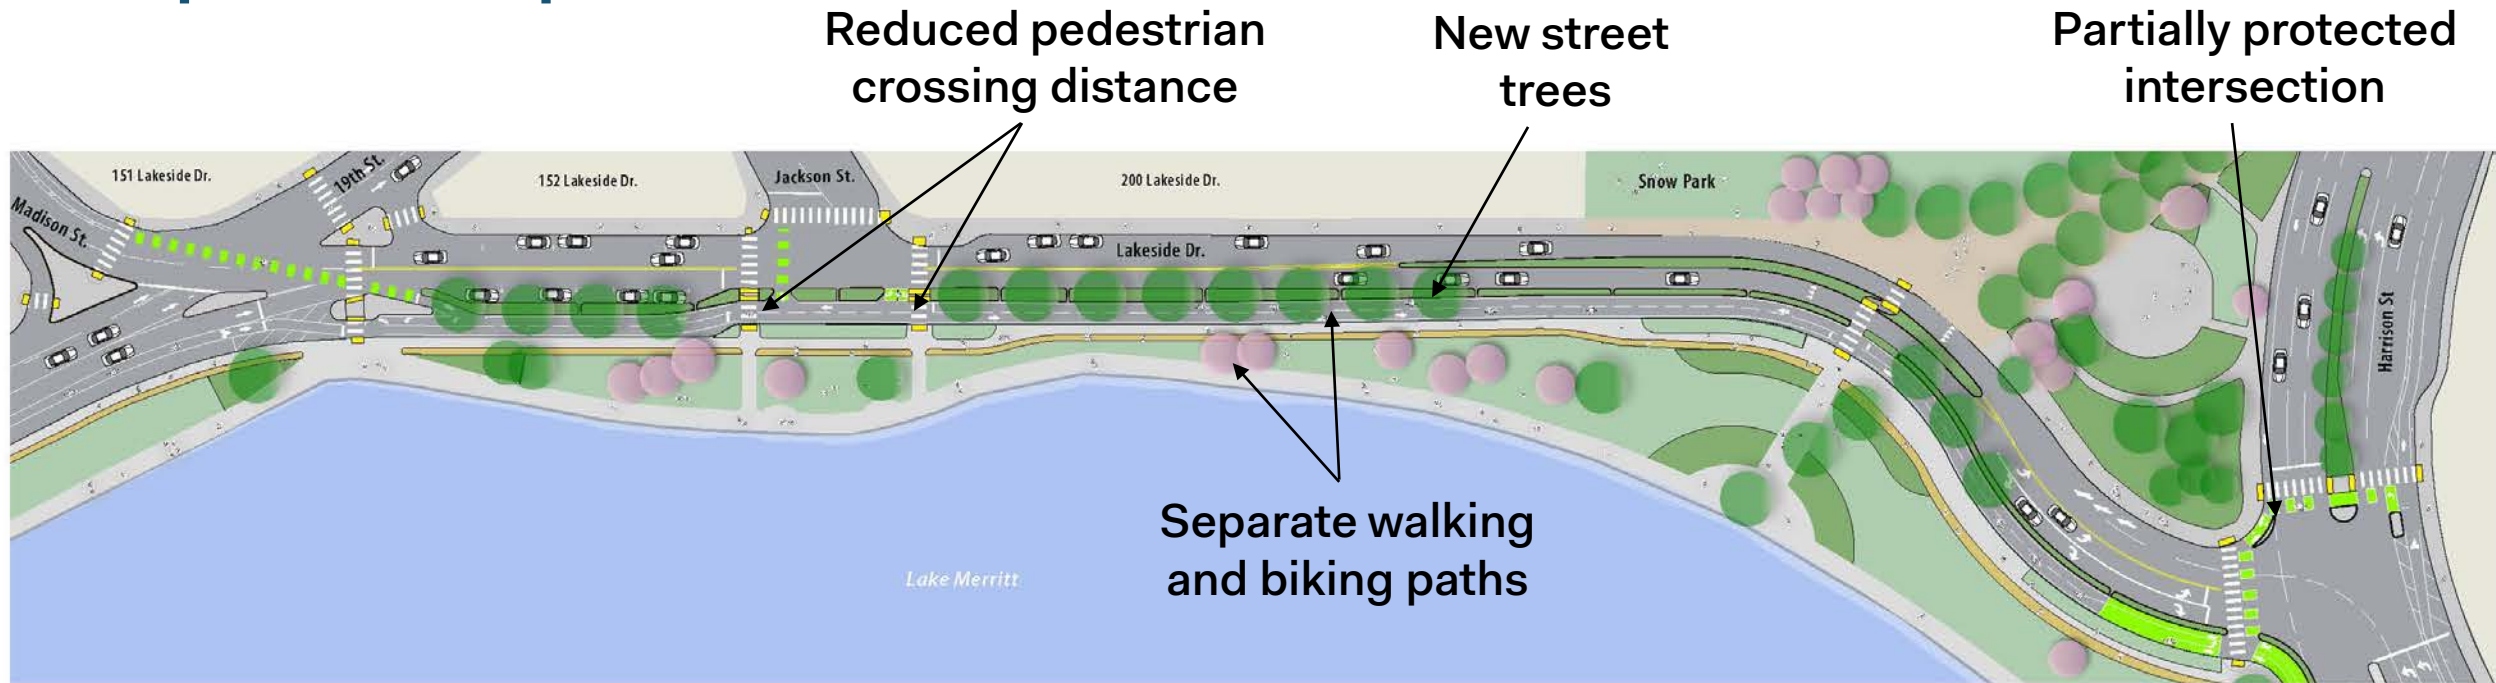 Reduced pedestrian
crossing distance
New street
trees
Partially protected
intersection
151 Lakeside Dr.
19th St.
152 Lakeside Dr.
Jackson St.
200 Lakeside Dr.
Snow Park
Madison St.
Lakeside Dr.
Harrison St
Separate walking
and biking paths
Lake Merritt